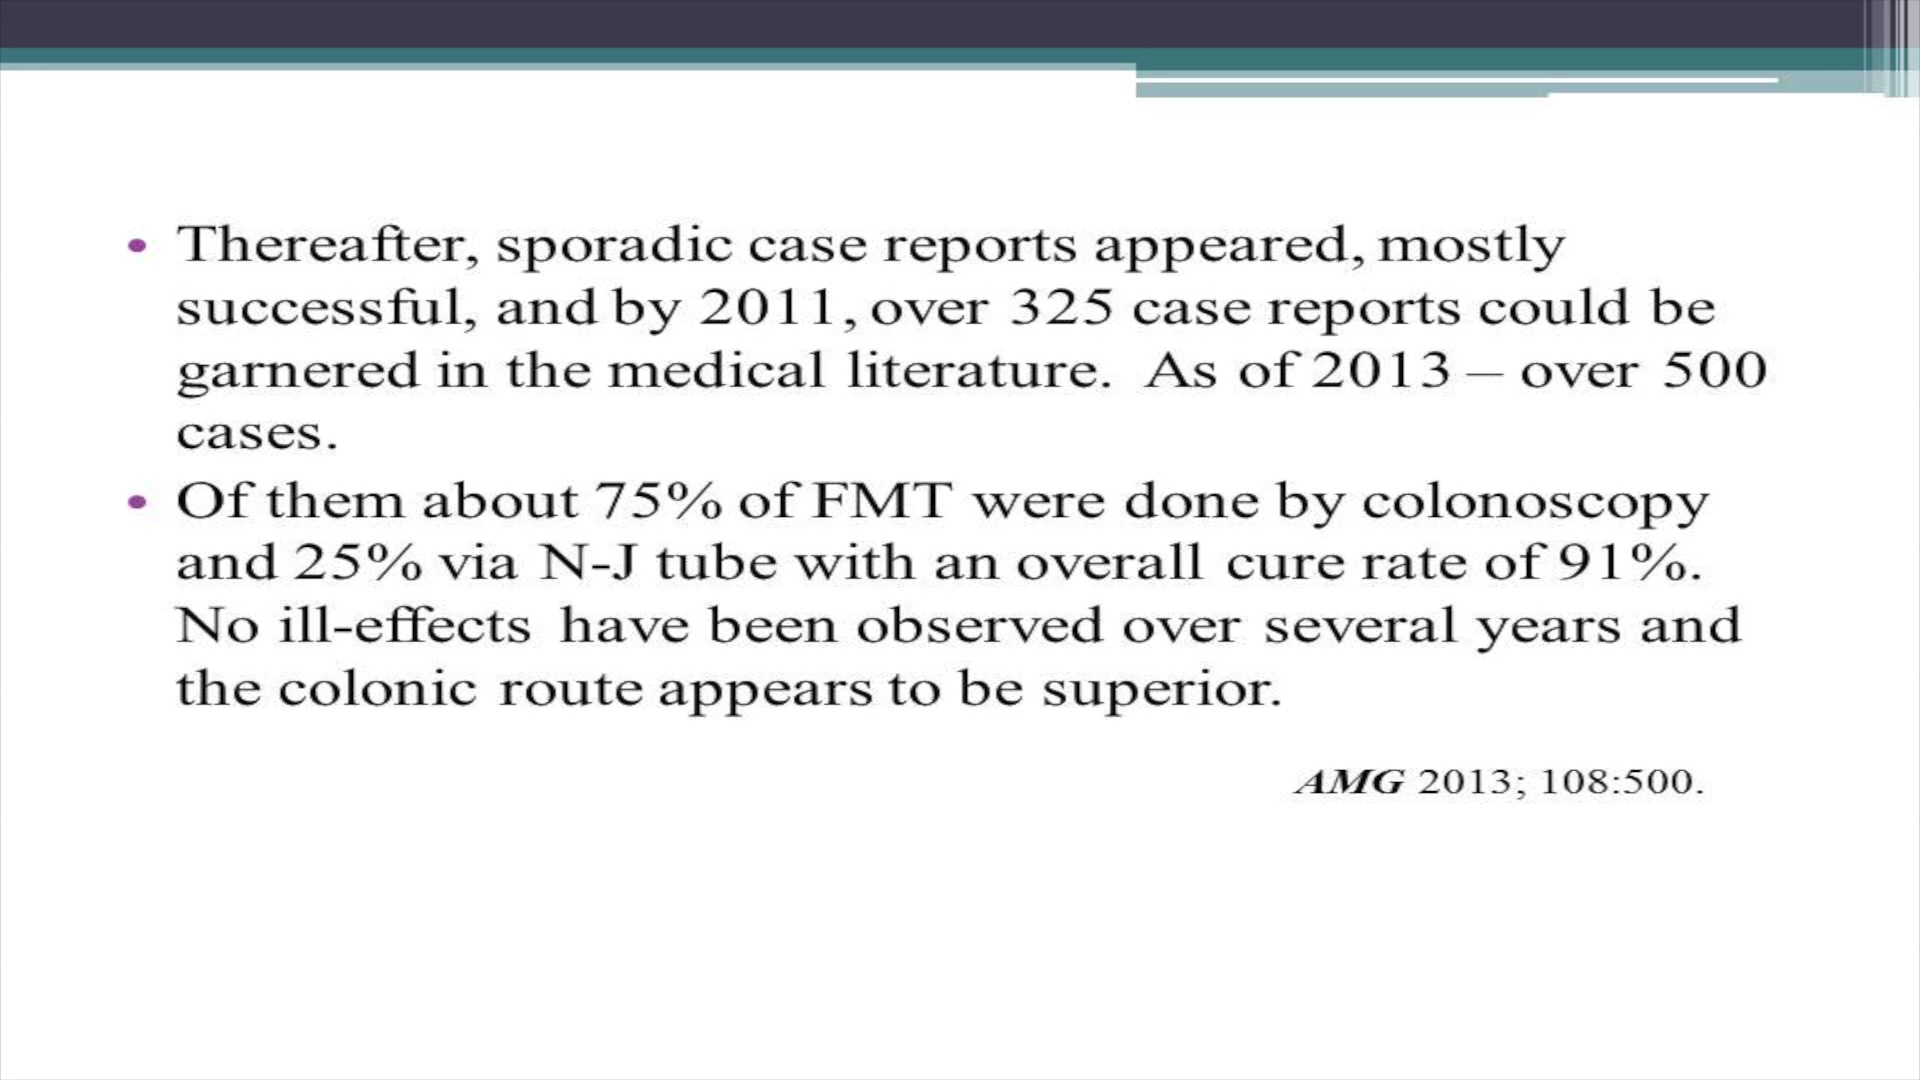 • Thereafter, sporadic case reports appeared, mostly
successful, and by 2011, over 325 case reports could be
garnered in the medical literature. As of 2013 – over 500
cases.
• Of them about 75% of FMT were done by colonoscopy
and 25% via N-J tube with an overall cure rate of 91%.
No ill-effects have been observed over several years and
the colonic route appears to be superior.
AMG 2013; 108:500.